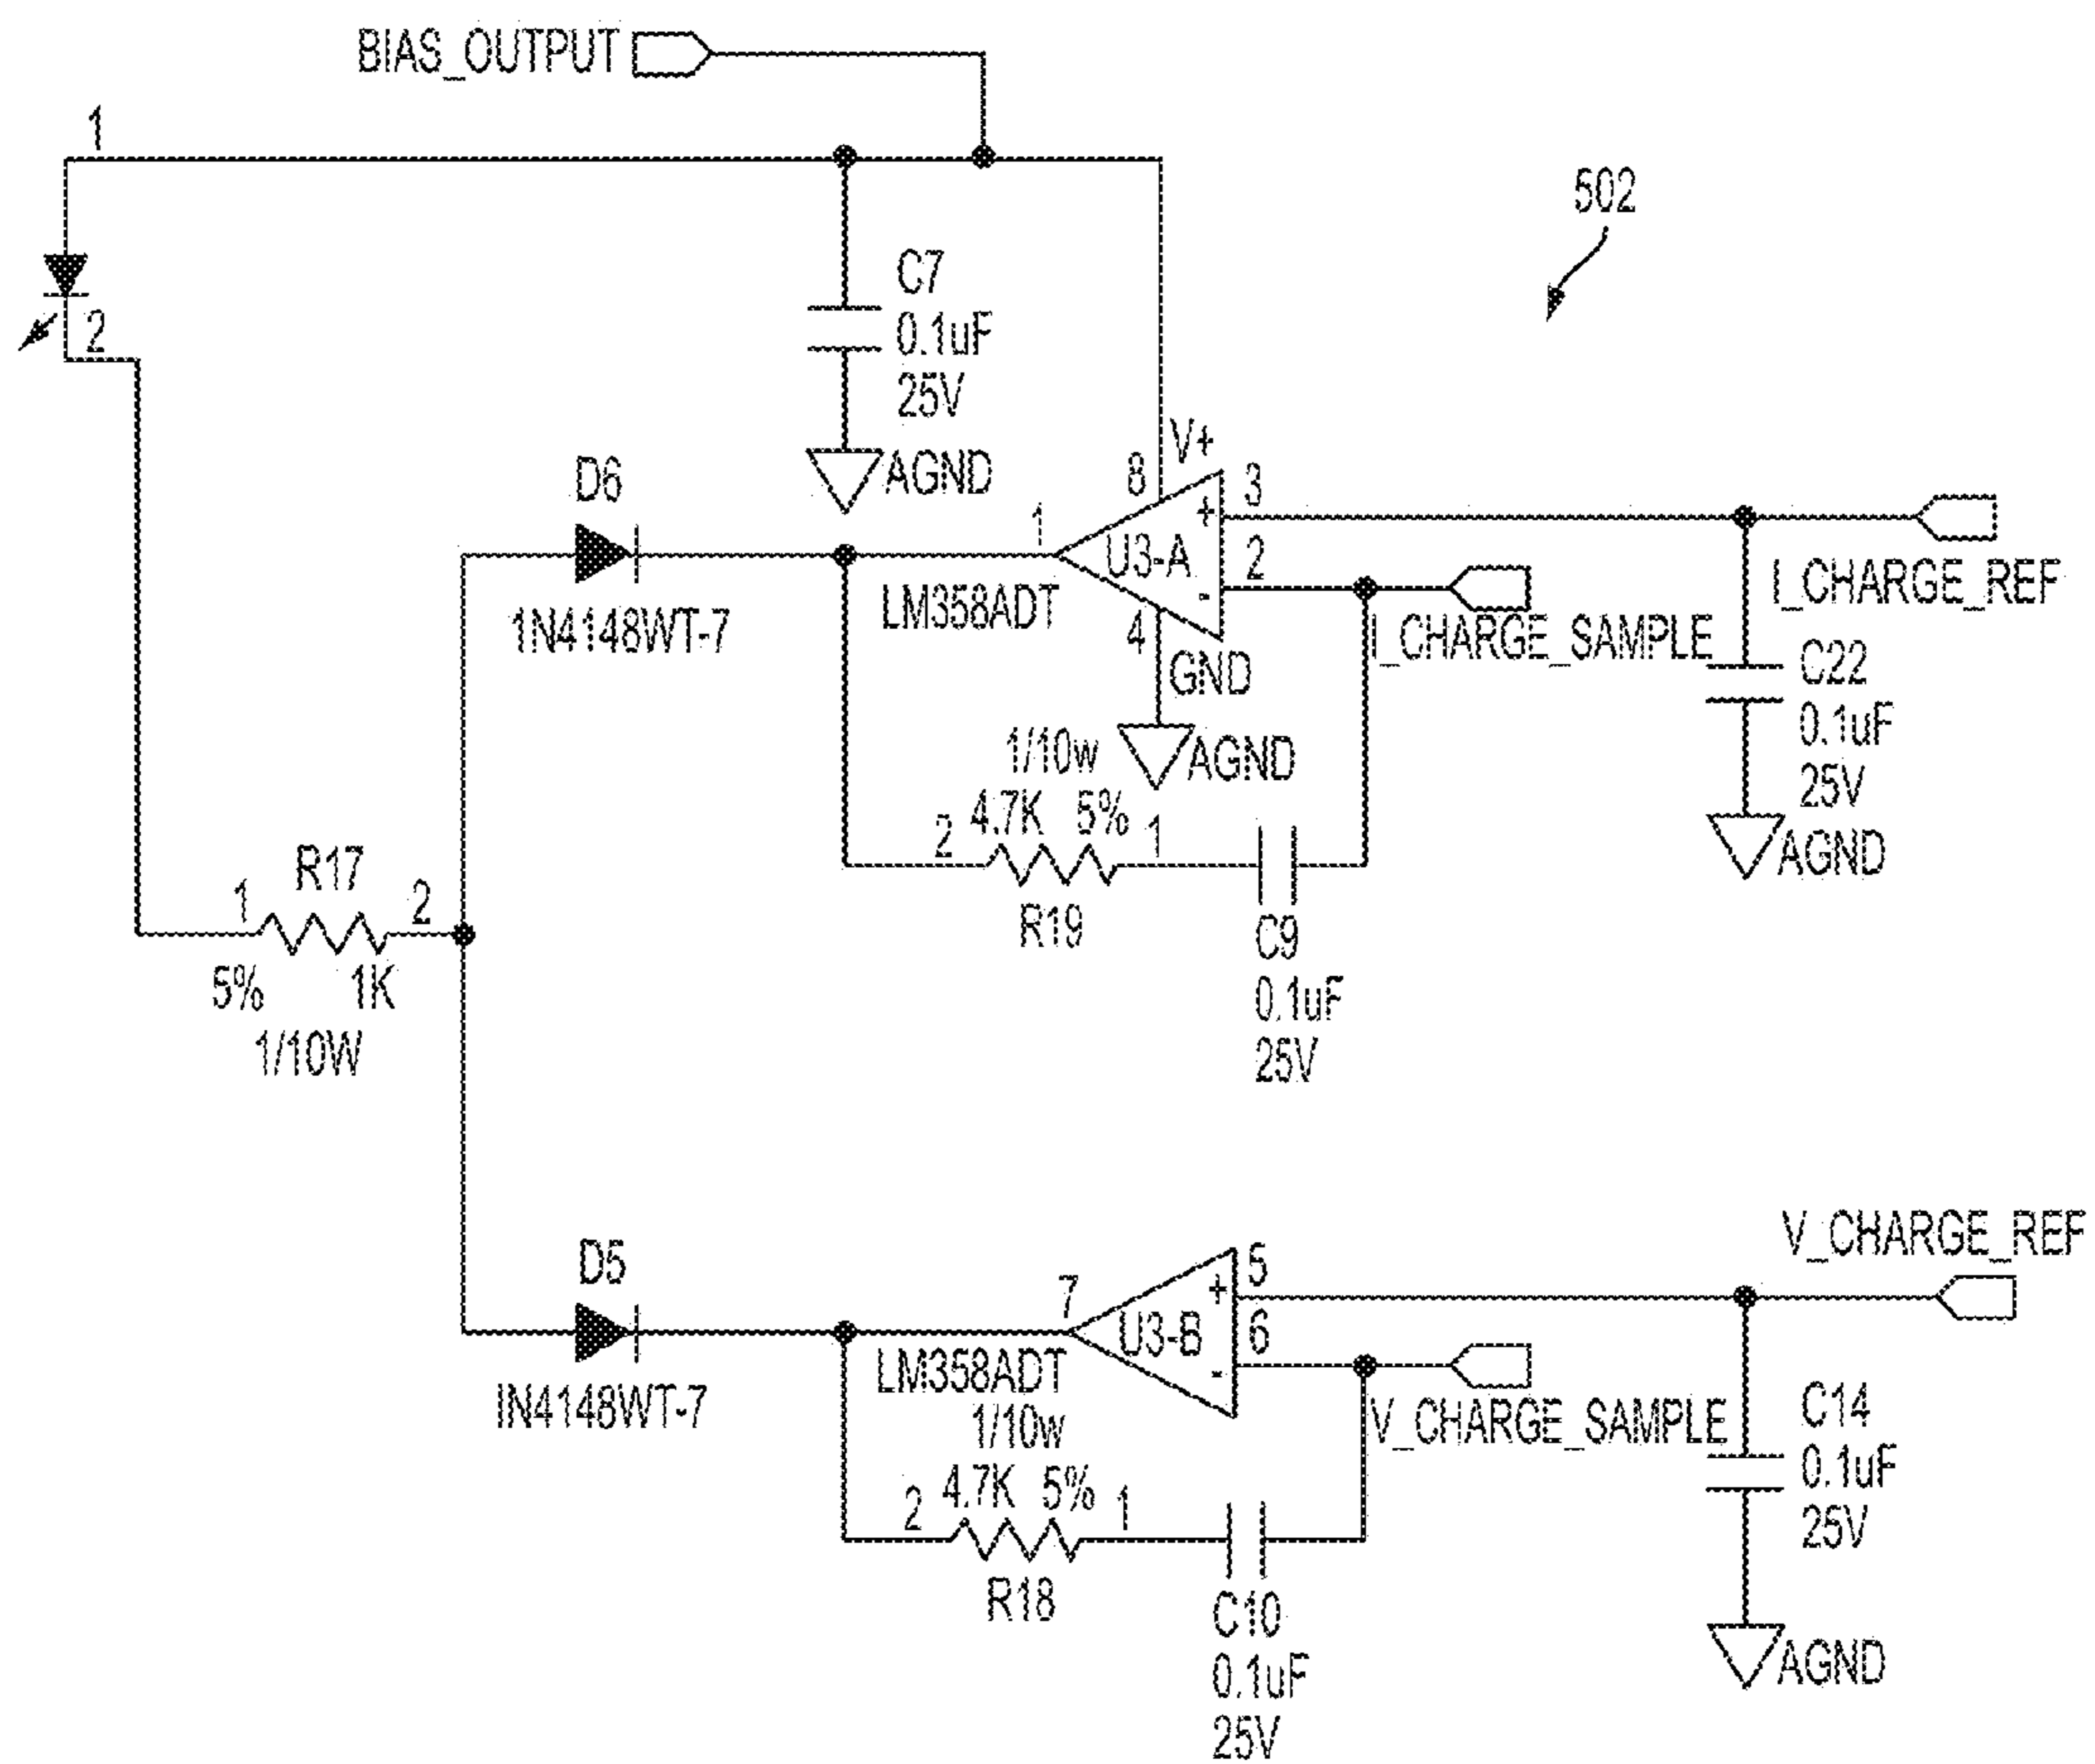 BIAS_OUTPUT
1
502
2
C7
0.1uF
25V
AGND
D6
1N4148WT-7
V+
8
3
1
+
U3-A
2
-
LM358ADT
4
GND
AGND
I_CHARGE_REF
I_CHARGE_SAMPLE
C22
0.1uF
25V
AGND
1/10w
4.7K 5%
2
1
R19
C9
0.1uF
25V
R17
1
2
5% 1K
1/10W
D5
IN4148WT-7
7
5
+
U3-B
6
-
LM358ADT
V_CHARGE_REF
V_CHARGE_SAMPLE
1/10w
4.7K 5%
2
1
R18
C10
0.1uF
25V
C14
0.1uF
25V
AGND